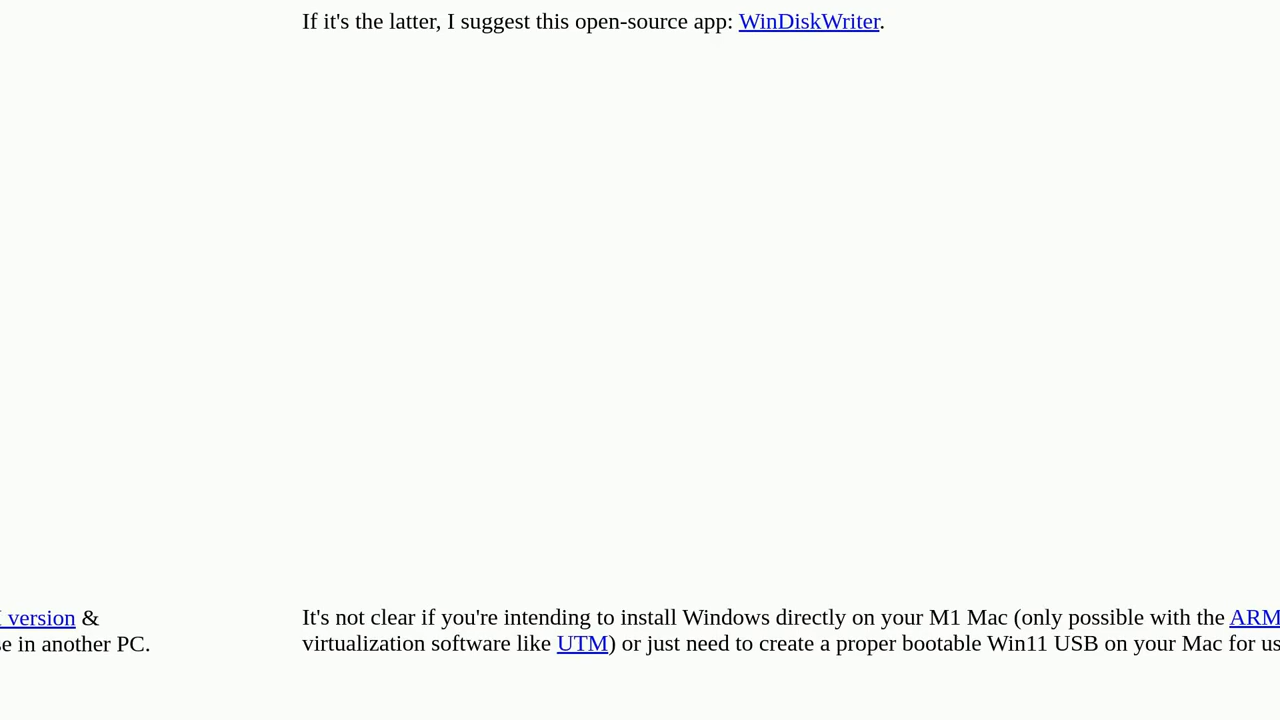 If it's the latter, I suggest this open-source app: WinDiskWriter.
version &
se in another PC.
It's not clear if you're intending to install Windows directly on your M1 Mac (only possible with the ARM
virtualization software like UTM) or just need to create a proper bootable Win11 USB on your Mac for us